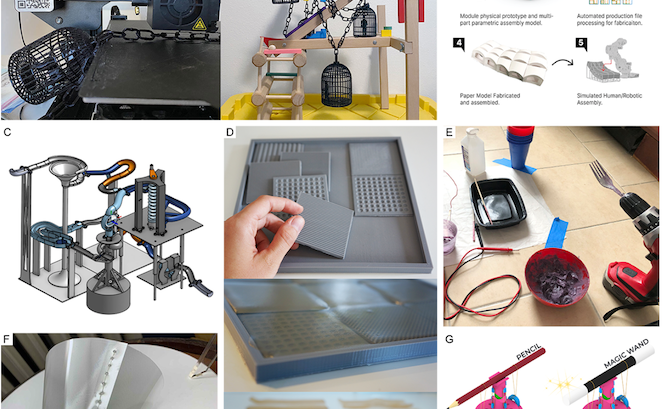 Module physical prototype and multi-
part parametric assembly model.
Automated production file
processing for fabricaiton.
4
5
Paper Model Fabricated
and assembled.
Simulated Human/Robotic
Assembly.
C
D
E
F
G
PENCIL
MAGIC WAND